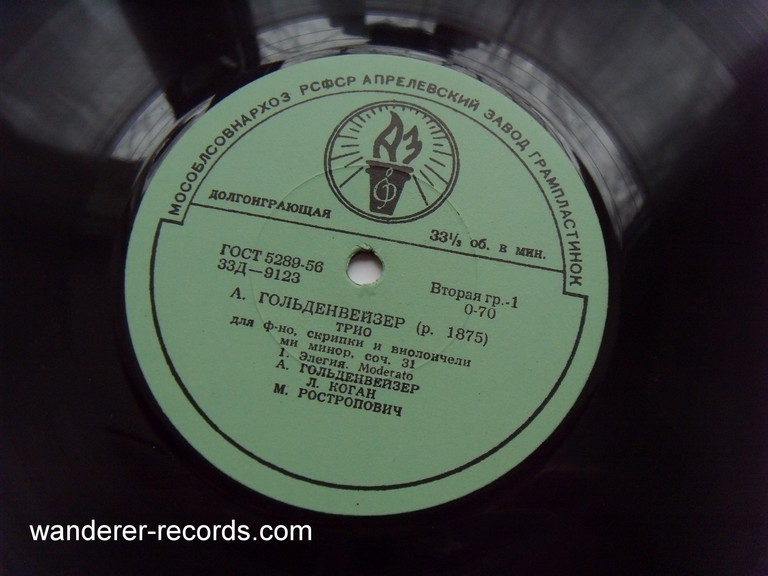 МОСОБЛСОВНАРХОЗ РСФСР АПРЕЛЕВСКИЙ ЗАВОД ГРАМПЛАСТИНОК
АЗ
ДОЛГОИГРАЮЩАЯ
33⅓ об. в мин.
ГОСТ 5289-56
33Д—9123
Вторая гр.-1
0-70
А. ГОЛЬДЕНВЕЙЗЕР (р. 1875)
ТРИО
для ф-но, скрипки и виолончели
ми минор, соч. 31
1. Элегия. Moderato
А. ГОЛЬДЕНВЕЙЗЕР
Л. КОГАН
М. РОСТРОПОВИЧ
wanderer-records.com